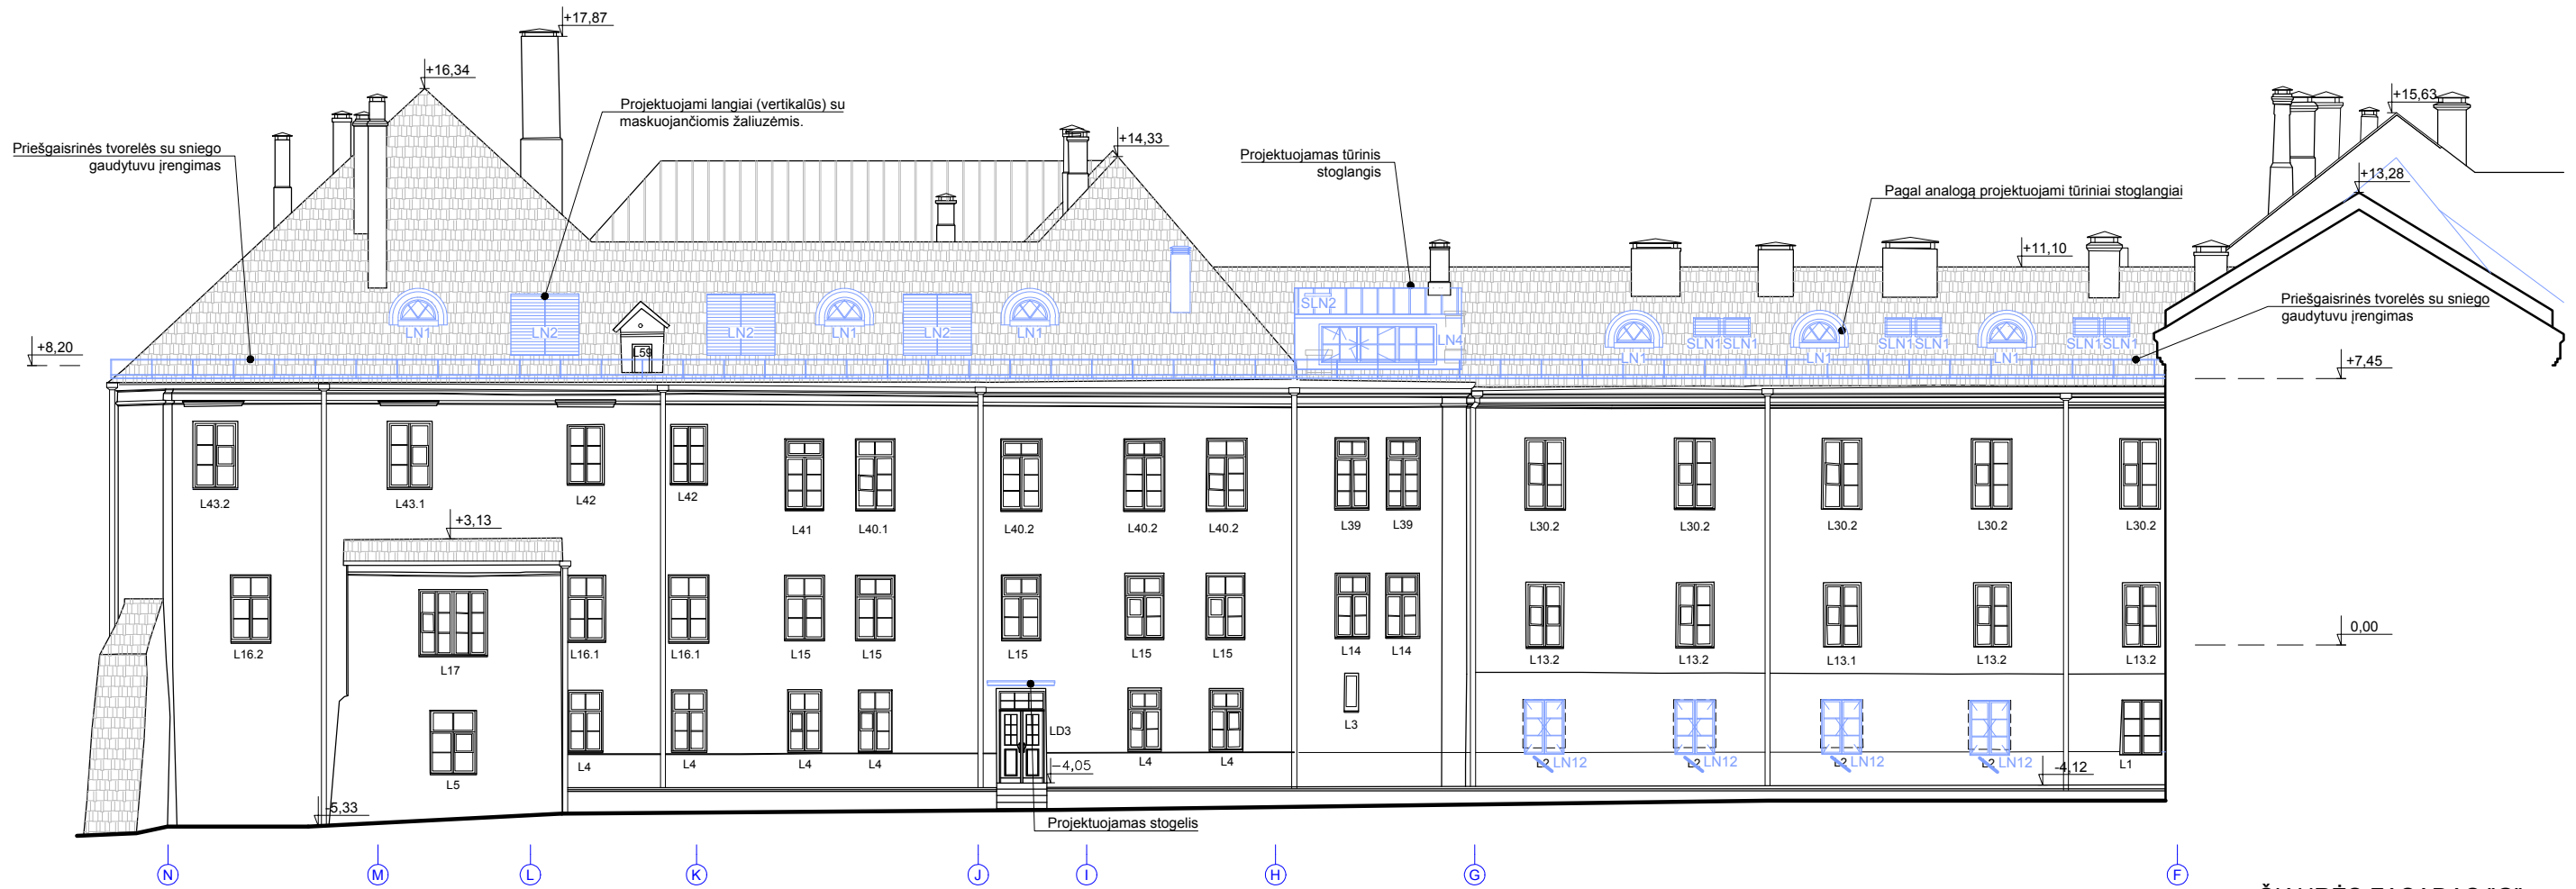 +17,87
+16,34
Projektuojami langiai (vertikalūs) su
maskuojančiomis žaliuzėmis.
+15,63
Priešgaisrinės tvorelės su sniego
gaudytuvu įrengimas
+14,33
Projektuojamas tūrinis
stoglangis
+13,28
Pagal analogą projektuojami tūriniai stoglangiai
+11,10
Priešgaisrinės tvorelės su sniego
gaudytuvu įrengimas
+8,20
LN1 LN2 L59 LN2 LN1 LN2 LN1 SLN2 LN4 LN1 SLN1 SLN1 LN1 SLN1 SLN1 LN1 SLN1 SLN1
+7,45
L43.2 L43.1 L42 L42 L41 L40.1 L40.2 L40.2 L40.2 L39 L39 L30.2 L30.2 L30.2 L30.2 L30.2
+3,13
0,00
L16.2 L17 L16.1 L16.1 L15 L15 L15 L15 L15 L14 L14 L13.2 L13.2 L13.1 L13.2 L13.2
L3
LD3
L5 L4 L4 L4 L4 L4 L4 L2 LN12 L2 LN12 L2 LN12 L2 LN12 L1
-4,05
-4,12
-5,33
Projektuojamas stogelis
N M L K J I H G F